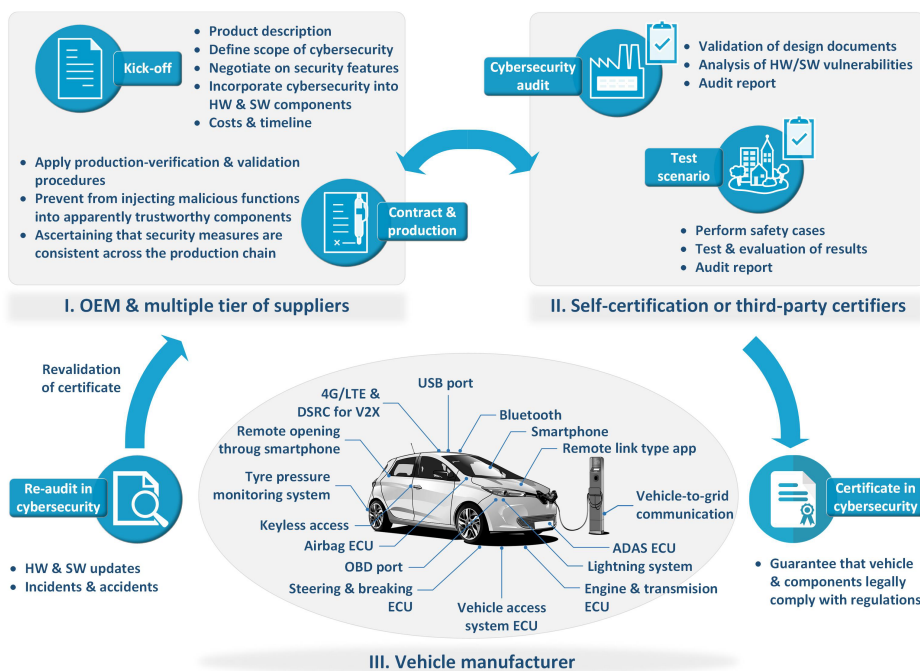 Kick-off
• Product description
• Define scope of cybersecurity
• Negotiate on security features
• Incorporate cybersecurity into
HW & SW components
• Costs & timeline
• Apply production-verification & validation
procedures
• Prevent from injecting malicious functions
into apparently trustworthy components
• Ascertaining that security measures are
consistent across the production chain
Contract &
production
I. OEM & multiple tier of suppliers
Cybersecurity
audit
• Validation of design documents
• Analysis of HW/SW vulnerabilities
• Audit report
Test
scenario
• Perform safety cases
• Test & evaluation of results
• Audit report
II. Self-certification or third-party certifiers
Revalidation
of certificate
Re-audit in
cybersecurity
• HW & SW updates
• Incidents & accidents
USB port
4G/LTE &
DSRC for V2X
Bluetooth
Remote opening
throug smartphone
Smartphone
Remote link type app
Tyre pressure
monitoring system
Vehicle-to-grid
communication
Keyless access
Airbag ECU
ADAS ECU
OBD port
Lightning system
Steering & breaking
ECU
Vehicle access
system ECU
Engine & transmision
ECU
Certificate in
cybersecurity
• Guarantee that vehicle
& components legally
comply with regulations
III. Vehicle manufacturer